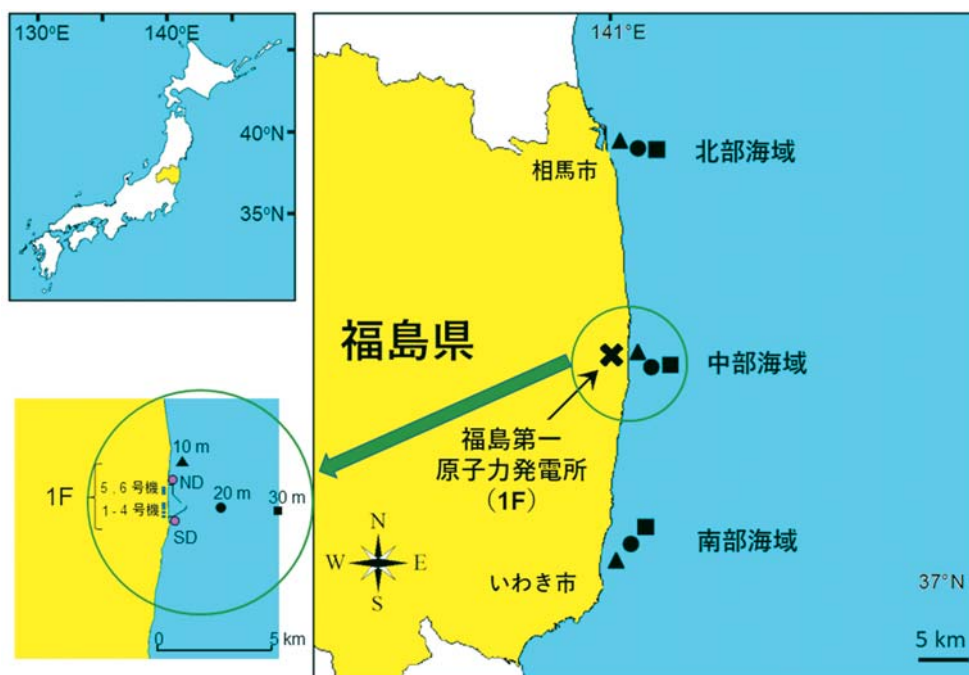 130°E
140°E
40°N
35°N
141°E
相馬市
北部海域
福島県
中部海域
福島第一
原子力発電所
(1F)
南部海域
いわき市
37°N
5 km
N
W
E
S
1F
10 m
ND
5 , 6 号機
20 m
30 m
1 - 4 号機
SD
0
5 km